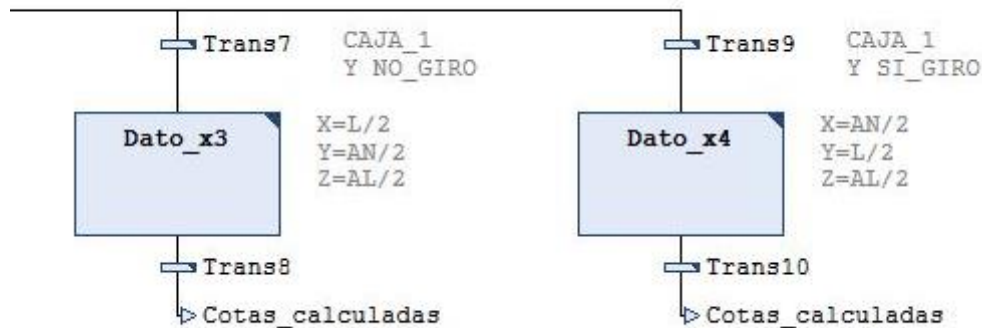 Trans7
CAJA_1
Y NO_GIRO
Dato_x3
X=L/2
Y=AN/2
Z=AL/2
Trans8
Cotas_calculadas
Trans9
CAJA_1
Y SI_GIRO
Dato_x4
X=AN/2
Y=L/2
Z=AL/2
Trans10
Cotas_calculadas